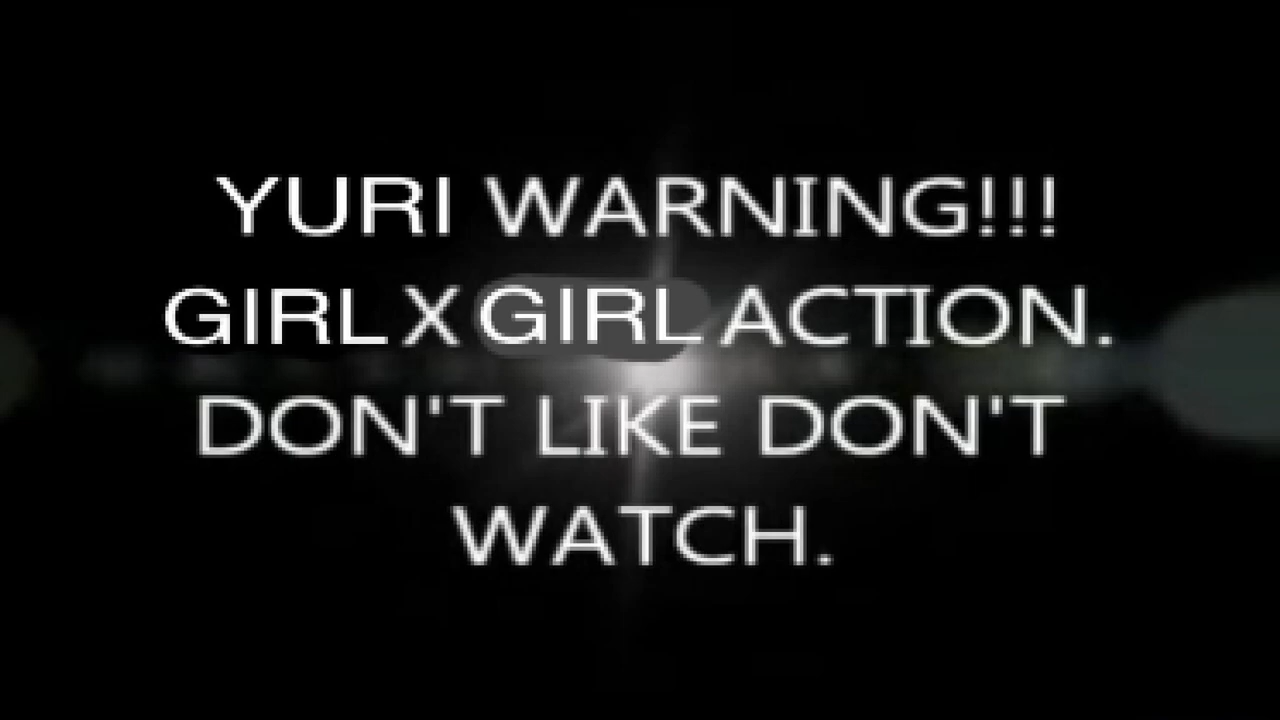 YURI WARNING!!!
GIRL X GIRL ACTION.
DON'T LIKE DON'T
WATCH.